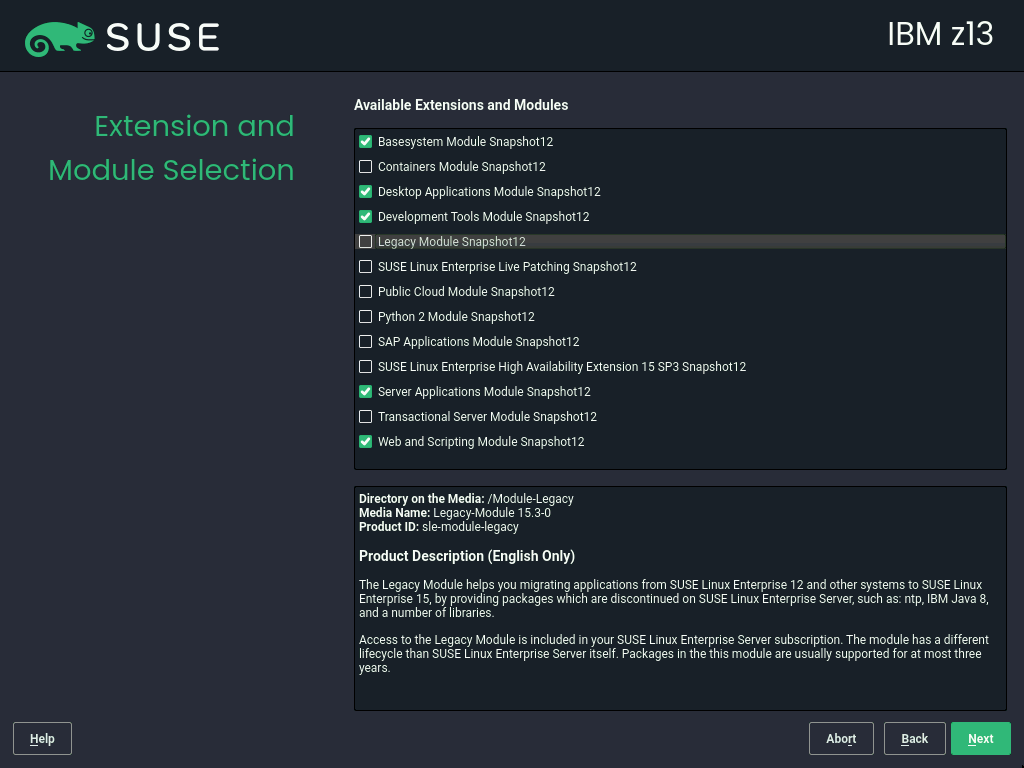 SUSE
IBM z13
Extension and
Module Selection
Available Extensions and Modules
Basesystem Module Snapshot12
Containers Module Snapshot12
Desktop Applications Module Snapshot12
Development Tools Module Snapshot12
Legacy Module Snapshot12
SUSE Linux Enterprise Live Patching Snapshot12
Public Cloud Module Snapshot12
Python 2 Module Snapshot12
SAP Applications Module Snapshot12
SUSE Linux Enterprise High Availability Extension 15 SP3 Snapshot12
Server Applications Module Snapshot12
Transactional Server Module Snapshot12
Web and Scripting Module Snapshot12
Directory on the Media: /Module-Legacy
Media Name: Legacy-Module 15.3-0
Product ID: sle-module-legacy
Product Description (English Only)
The Legacy Module helps you migrating applications from SUSE Linux Enterprise 12 and other systems to SUSE Linux
Enterprise 15, by providing packages which are discontinued on SUSE Linux Enterprise Server, such as: ntp, IBM Java 8,
and a number of libraries.
Access to the Legacy Module is included in your SUSE Linux Enterprise Server subscription. The module has a different
lifecycle than SUSE Linux Enterprise Server itself. Packages in the this module are usually supported for at most three
years.
Help
Abort
Back
Next